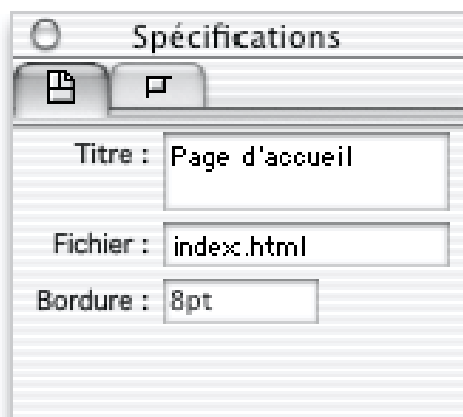 Spécifications
Titre : Page d'accueil
Fichier : index.html
Bordure : 8pt